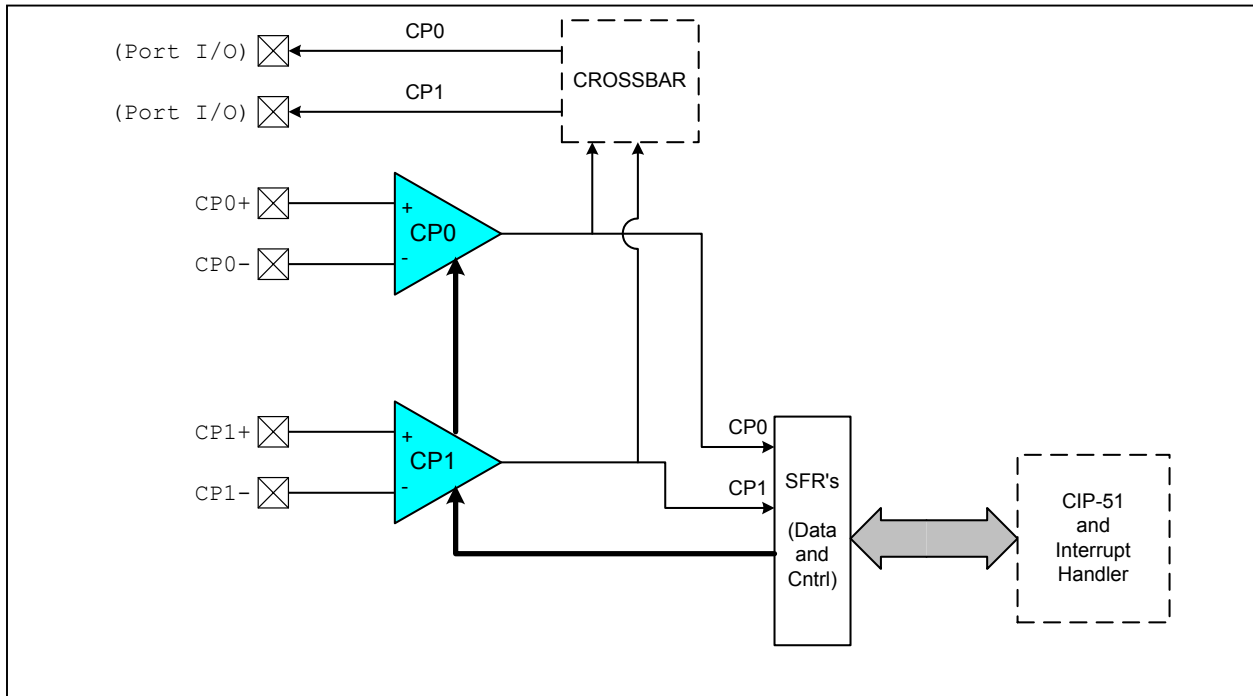 CP0
(Port I/O)
CROSSBAR
CP1
(Port I/O)
CP0+
+
CP0
CP0-
-
CP1+
+
CP0
CP1
CP1
SFR's
CP1-
-
(Data
and
Cntrl)
CIP-51
and
Interrupt
Handler